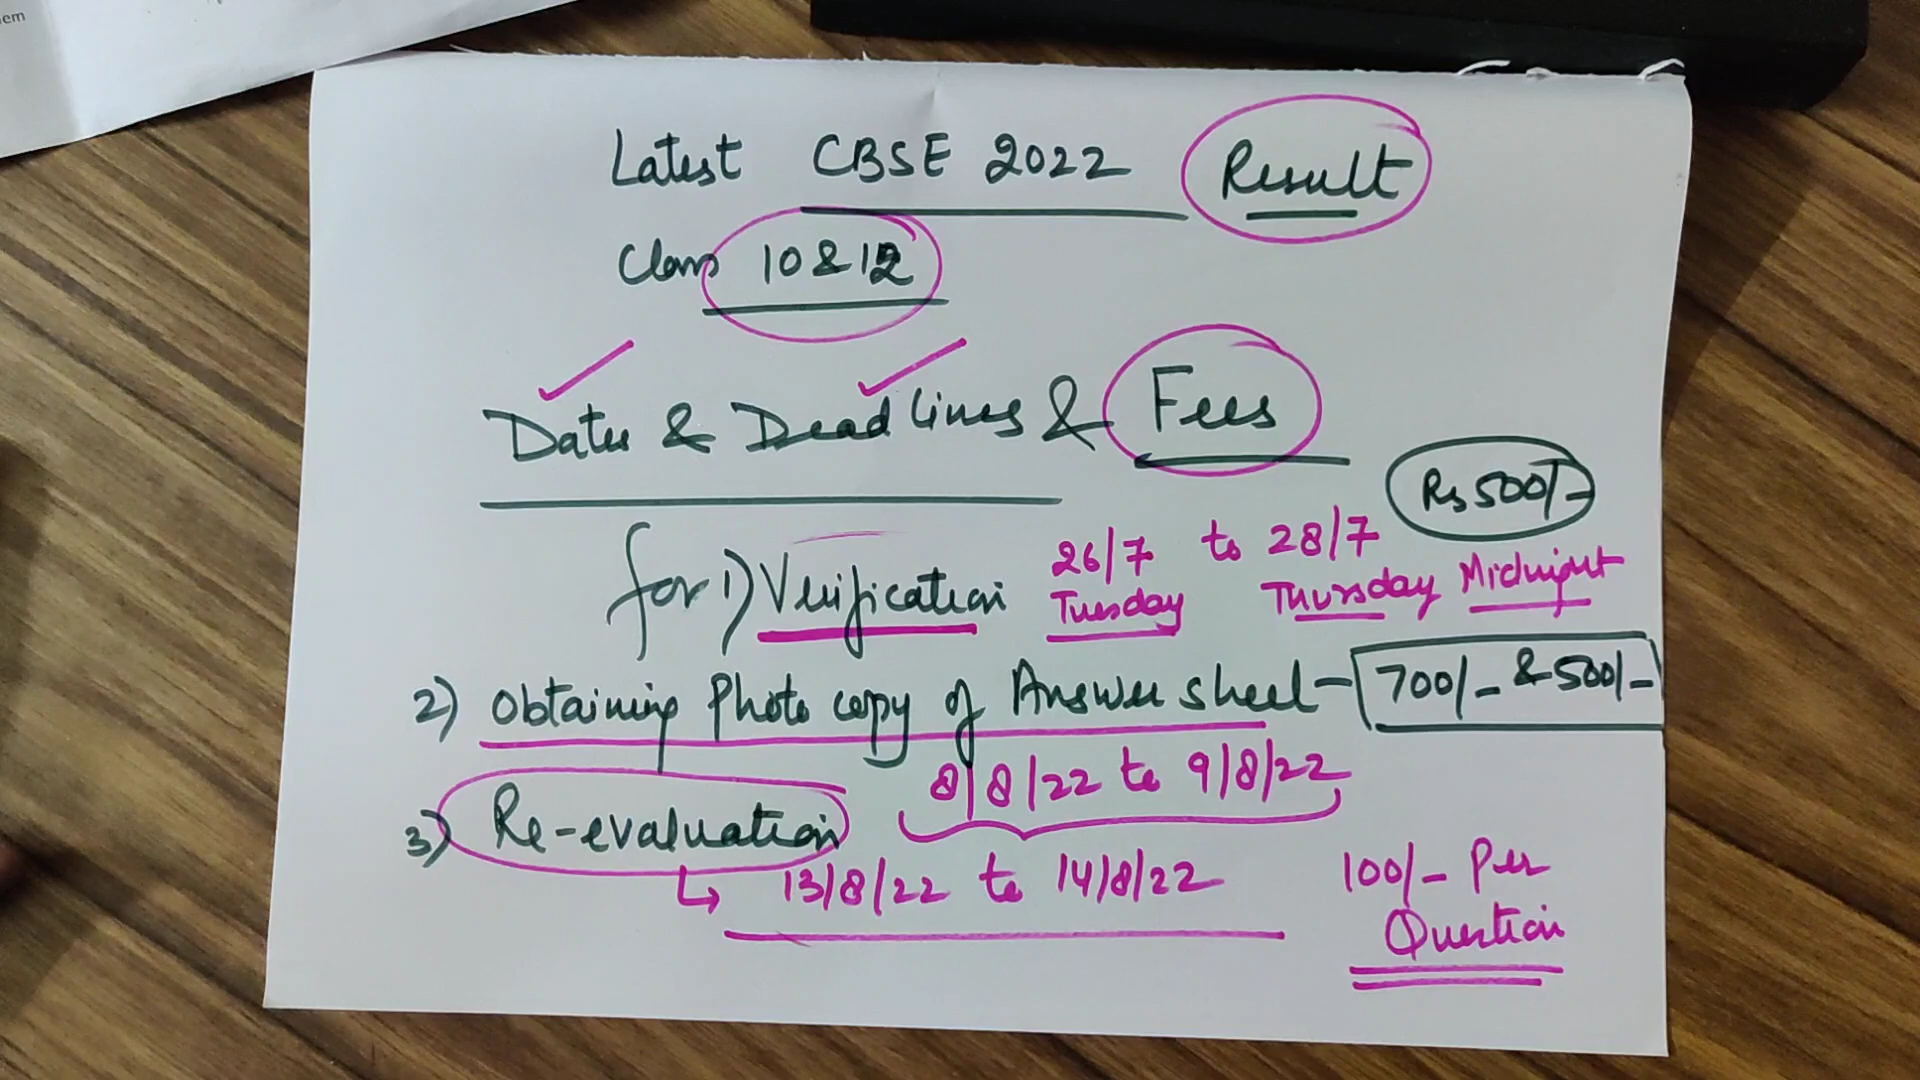 em
Latest CBSE 2022 Result
Class 10 & 12
Dates & Deadlines & Fees
Rs 500/-
for 1) Verification 26/7 to 28/7
Tuesday Thursday Midnight
2) Obtaining Photo copy of Answer sheet - 700/- & 500/-
8/8/22 to 9/8/22
3) Re-evaluation
↳ 13/8/22 to 14/8/22 100/- Per
Question